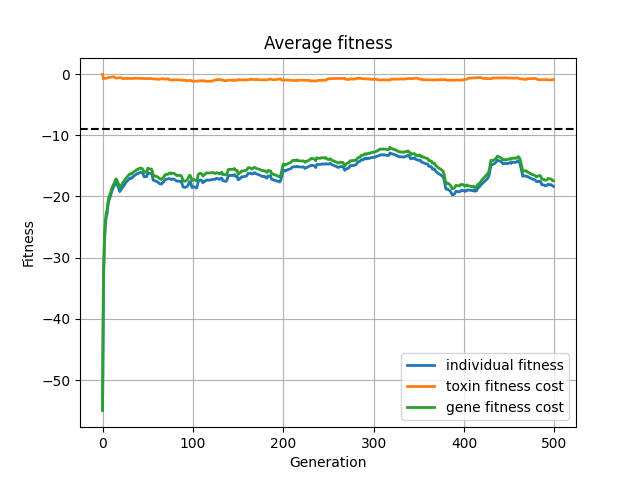 Average fitness
Fitness
0
−10
−20
−30
−40
−50
individual fitness
toxin fitness cost
gene fitness cost
0 100 200 300 400 500
Generation